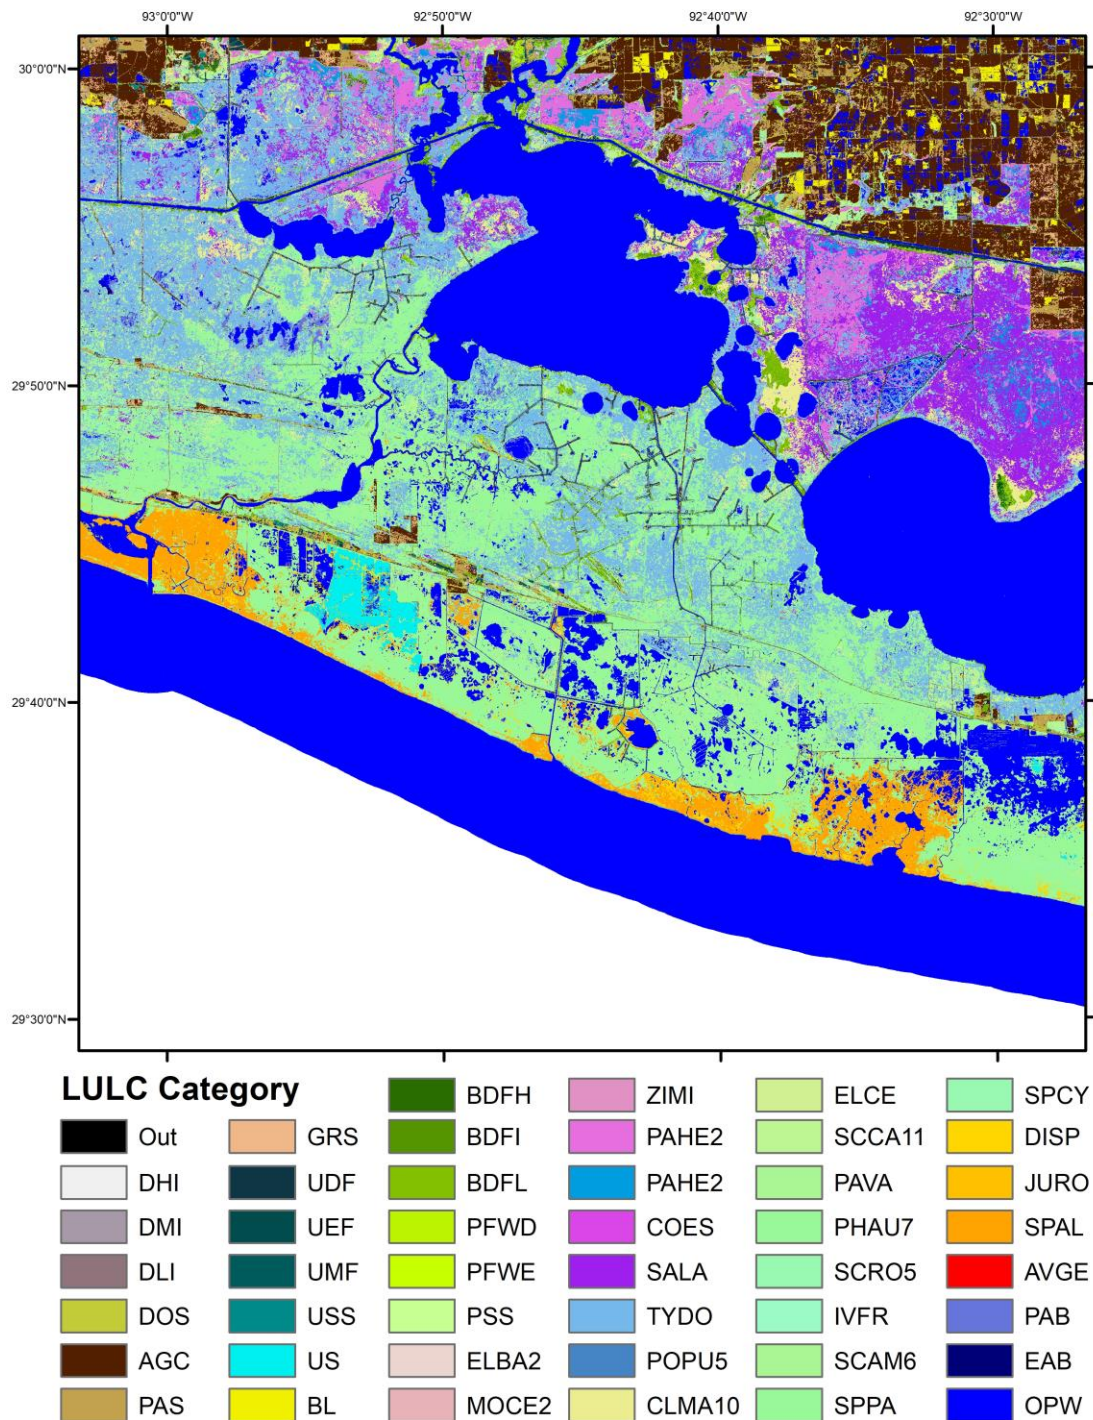 93°0'0"W 92°50'0"W 92°40'0"W 92°30'0"W
30°0'0"N
29°50'0"N
29°40'0"N
29°30'0"N
LULC Category
Out
DHI
DMI
DLI
DOS
AGC
PAS
GRS
UDF
UEF
UMF
USS
US
BL
BDFH
BDFI
BDFL
PFWD
PFWE
PSS
ELBA2
MOCE2
ZIMI
PAHE2
PAHE2
COES
SALA
TYDO
POPU5
CLMA10
ELCE
SCCA11
PAVA
PHAU7
SCRO5
IVFR
SCAM6
SPPA
SPCY
DISP
JURO
SPAL
AVGE
PAB
EAB
OPW